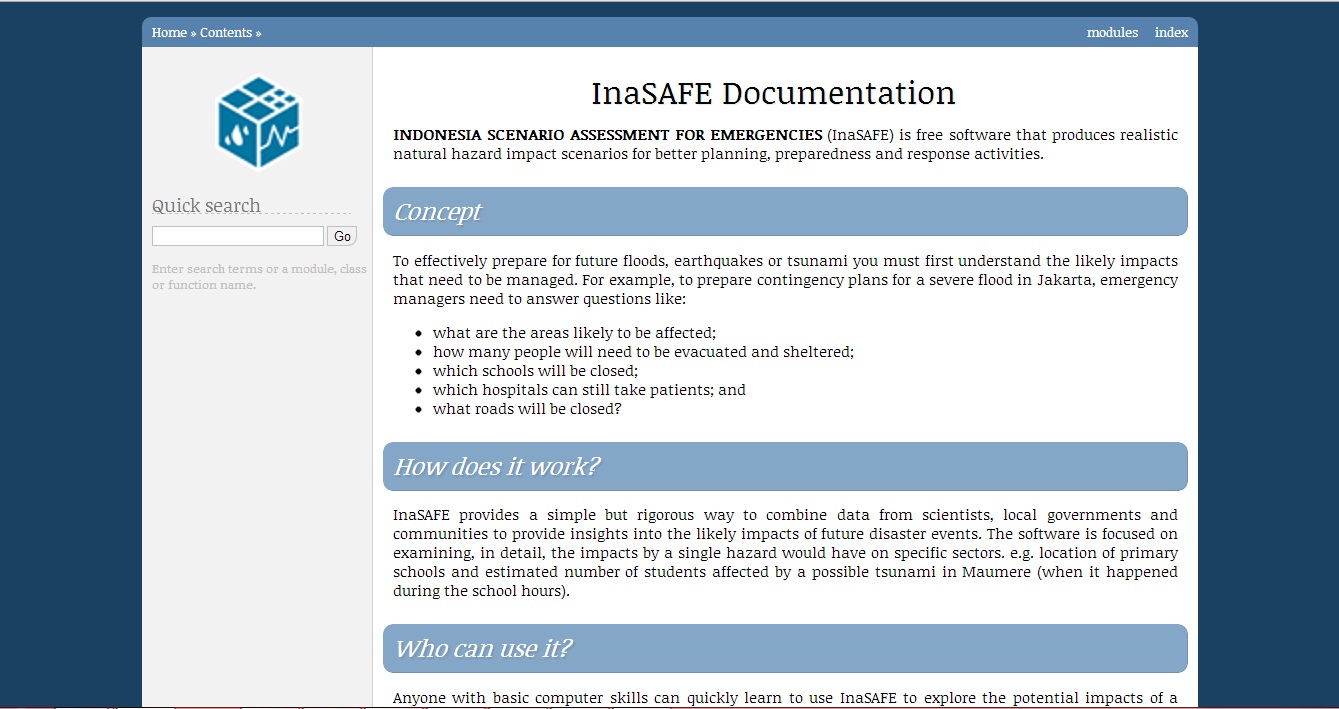 Home » Contents »
modules index
InaSAFE Documentation
INDONESIA SCENARIO ASSESSMENT FOR EMERGENCIES (InaSAFE) is free software that produces realistic
natural hazard impact scenarios for better planning, preparedness and response activities.
Quick search
Go
Enter search terms or a module, class
or function name.
Concept
To effectively prepare for future floods, earthquakes or tsunami you must first understand the likely impacts
that need to be managed. For example, to prepare contingency plans for a severe flood in Jakarta, emergency
managers need to answer questions like:
• what are the areas likely to be affected;
• how many people will need to be evacuated and sheltered;
• which schools will be closed;
• which hospitals can still take patients; and
• what roads will be closed?
How does it work?
InaSAFE provides a simple but rigorous way to combine data from scientists, local governments and
communities to provide insights into the likely impacts of future disaster events. The software is focused on
examining, in detail, the impacts by a single hazard would have on specific sectors. e.g. location of primary
schools and estimated number of students affected by a possible tsunami in Maumere (when it happened
during the school hours).
Who can use it?
Anyone with basic computer skills can quickly learn to use InaSAFE to explore the potential impacts of a